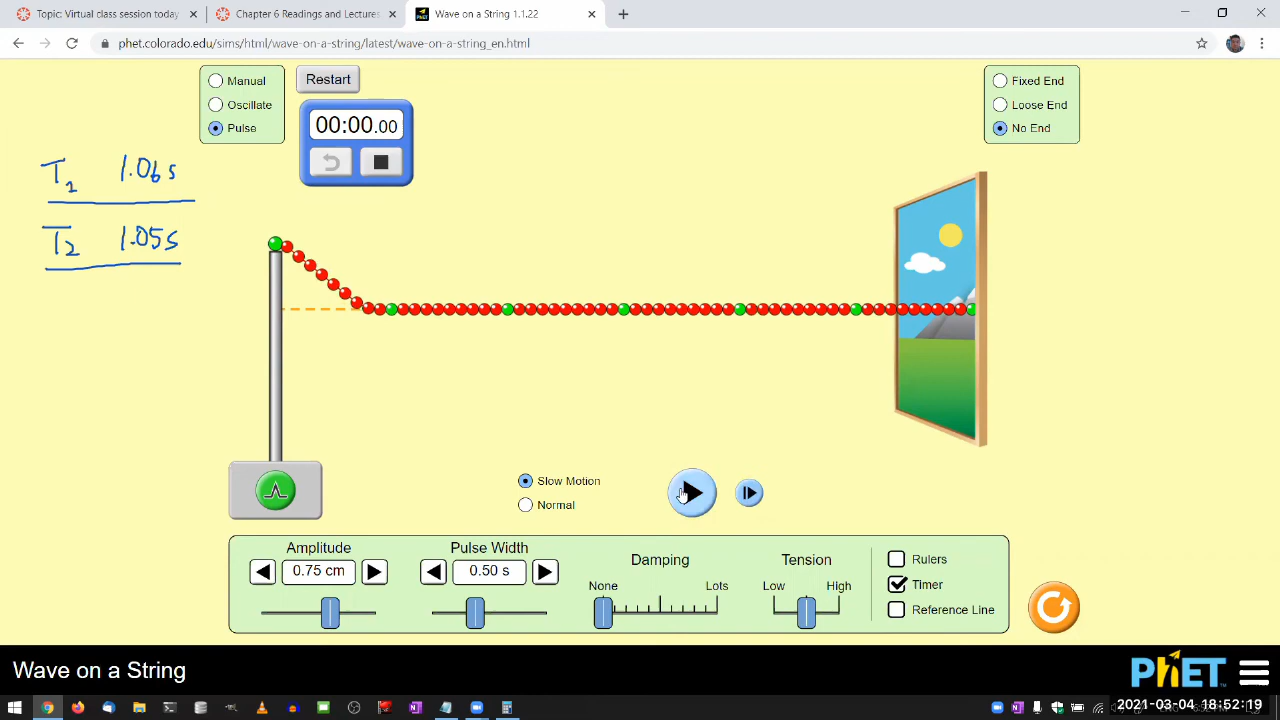 Topic: Virtual class session today
Chapter 6 Readings and Lectures
Wave on a String 1.1.22
phet.colorado.edu/sims/html/wave-on-a-string/latest/wave-on-a-string_en.html
Manual
Oscillate
Pulse
Restart
00:00.00
Fixed End
Loose End
No End
T1 1.06s
T2 1.05s
Slow Motion
Normal
Amplitude
0.75 cm
Pulse Width
0.50 s
Damping
None Lots
Tension
Low High
Rulers
Timer
Reference Line
Wave on a String
PhET
2021-03-04 18:52:19